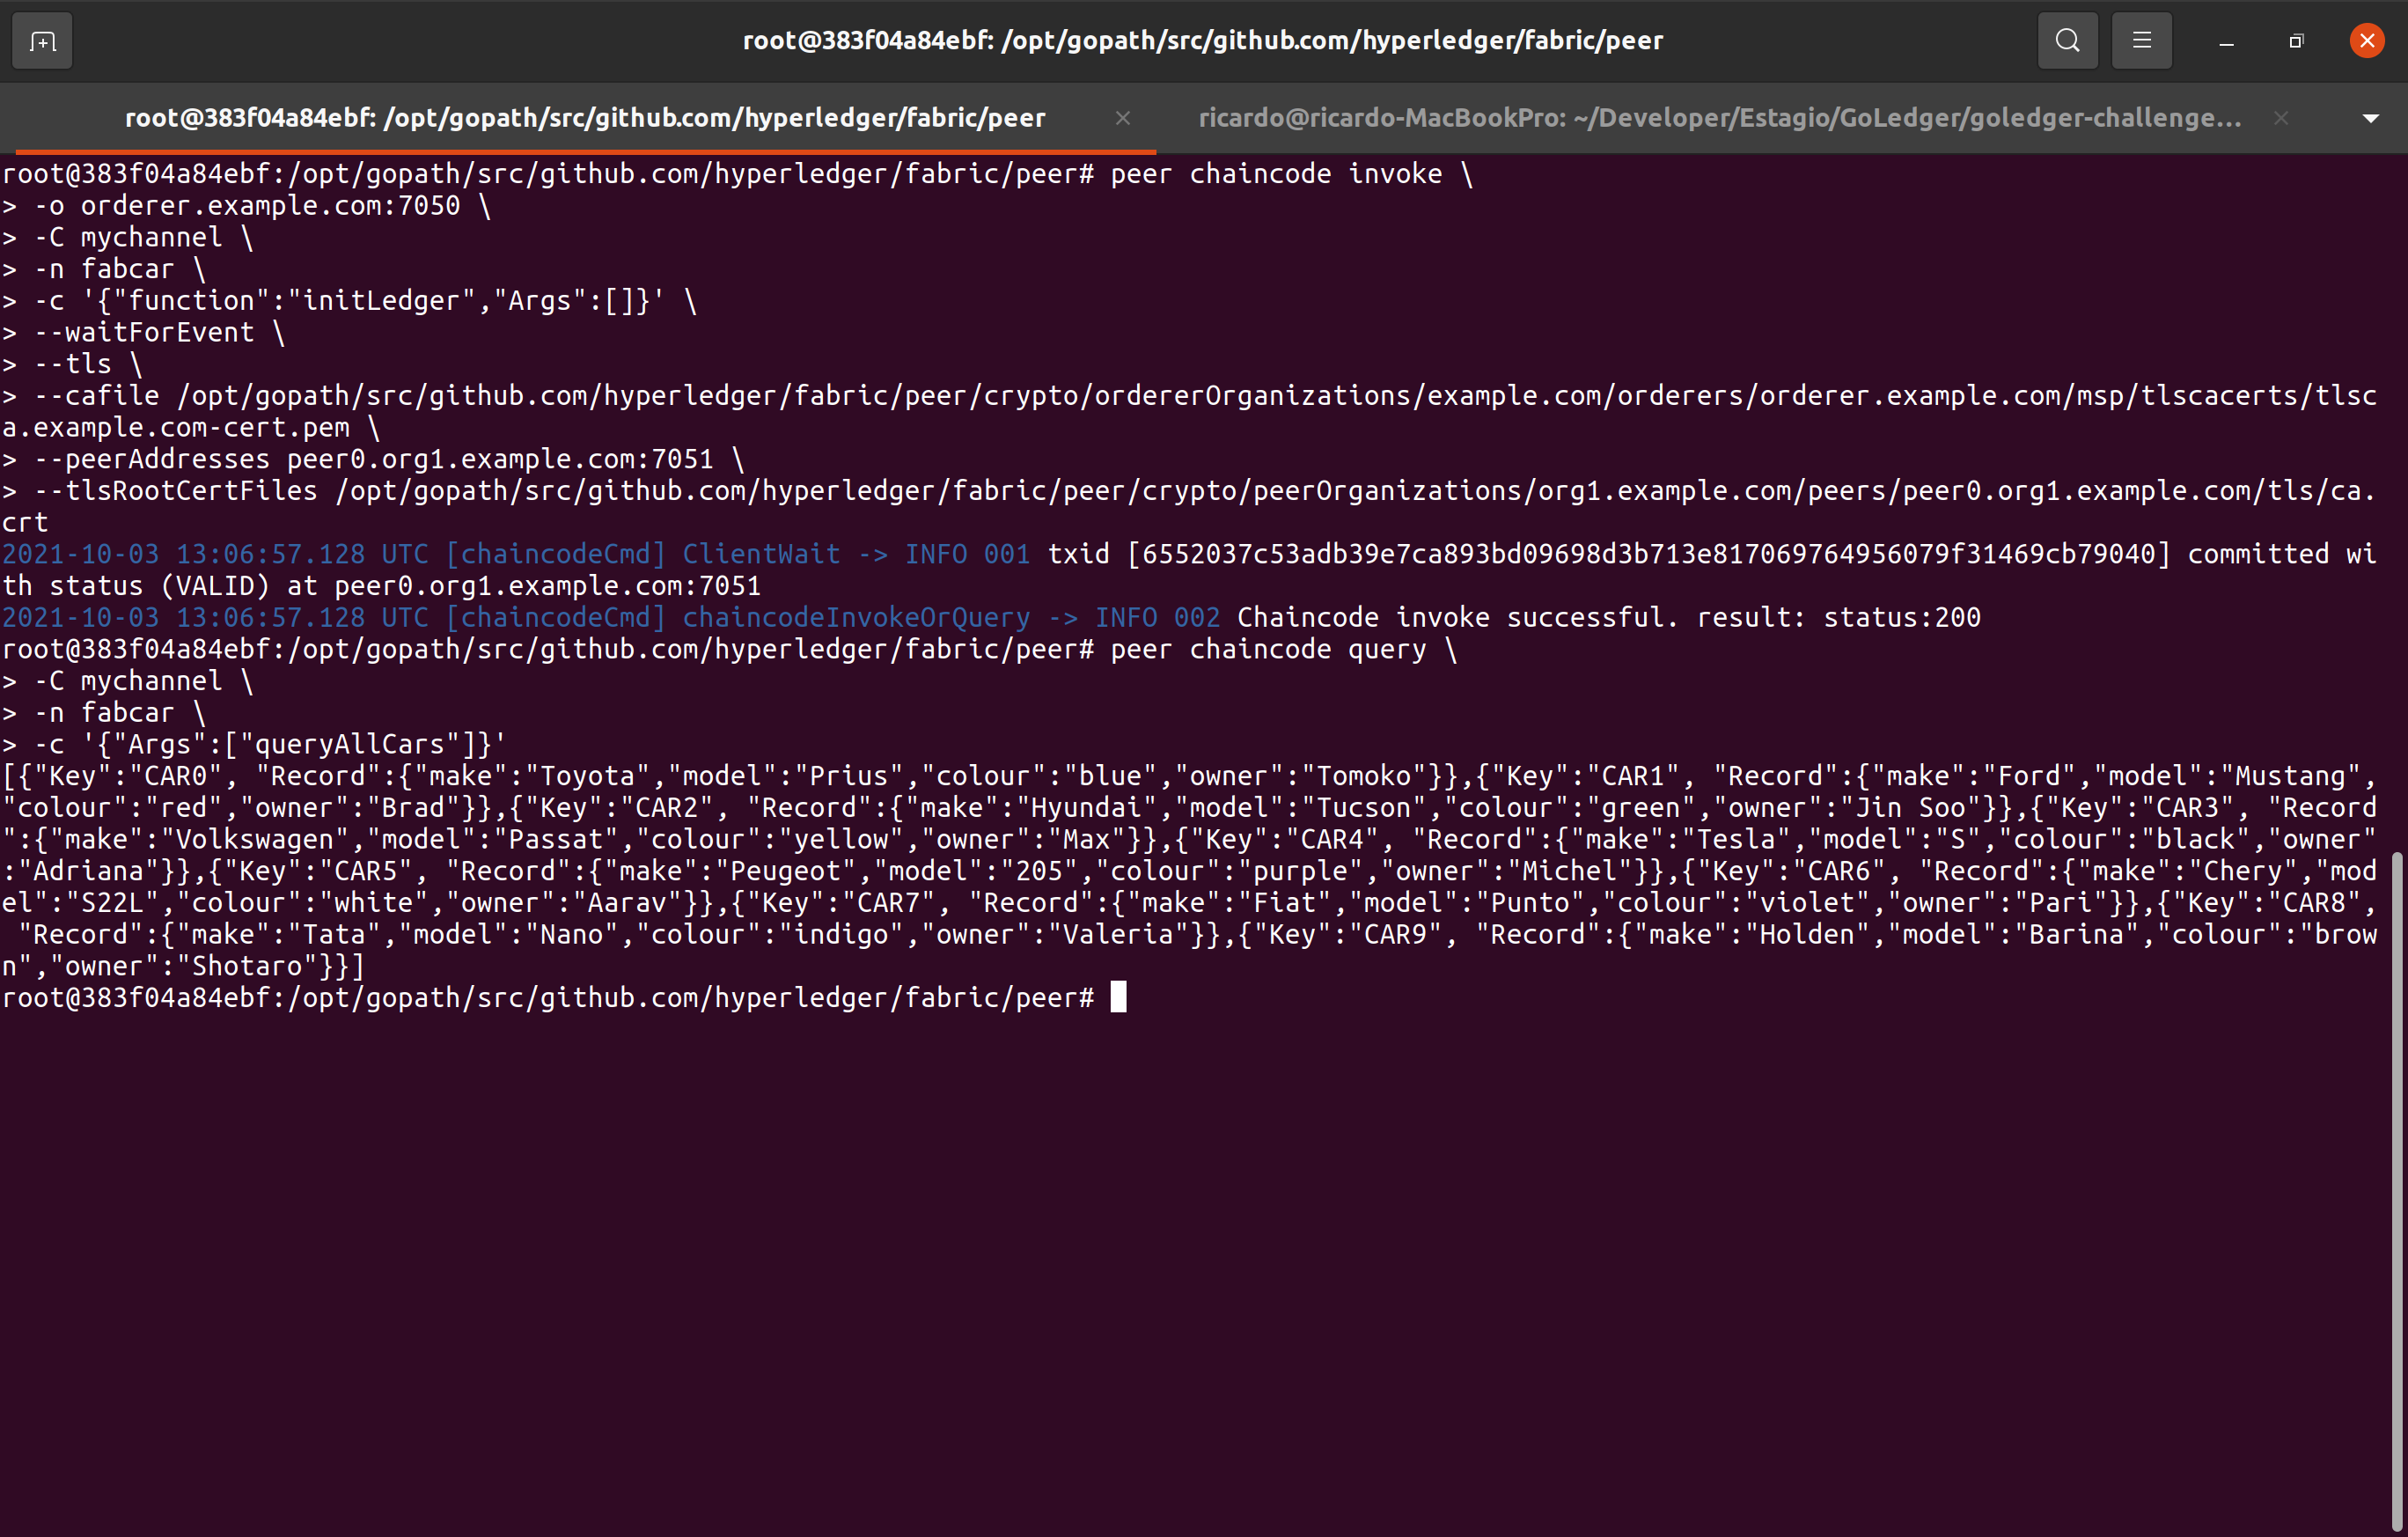 root@383f04a84ebf: /opt/gopath/src/github.com/hyperledger/fabric/peer
root@383f04a84ebf: /opt/gopath/src/github.com/hyperledger/fabric/peer
ricardo@ricardo-MacBookPro: ~/Developer/Estagio/GoLedger/goledger-challenge...
root@383f04a84ebf:/opt/gopath/src/github.com/hyperledger/fabric/peer# peer chaincode invoke \
> -o orderer.example.com:7050 \
> -C mychannel \
> -n fabcar \
> -c '{"function":"initLedger","Args":[]}' \
> --waitForEvent \
> --tls \
> --cafile /opt/gopath/src/github.com/hyperledger/fabric/peer/crypto/ordererOrganizations/example.com/orderers/orderer.example.com/msp/tlscacerts/tlsc
a.example.com-cert.pem \
> --peerAddresses peer0.org1.example.com:7051 \
> --tlsRootCertFiles /opt/gopath/src/github.com/hyperledger/fabric/peer/crypto/peerOrganizations/org1.example.com/peers/peer0.org1.example.com/tls/ca.
crt
2021-10-03 13:06:57.128 UTC [chaincodeCmd] ClientWait -> INFO 001 txid [6552037c53adb39e7ca893bd09698d3b713e817069764956079f31469cb79040] committed wi
th status (VALID) at peer0.org1.example.com:7051
2021-10-03 13:06:57.128 UTC [chaincodeCmd] chaincodeInvokeOrQuery -> INFO 002 Chaincode invoke successful. result: status:200
root@383f04a84ebf:/opt/gopath/src/github.com/hyperledger/fabric/peer# peer chaincode query \
> -C mychannel \
> -n fabcar \
> -c '{"Args":["queryAllCars"]}'
[{"Key":"CAR0", "Record":{"make":"Toyota","model":"Prius","colour":"blue","owner":"Tomoko"}},{"Key":"CAR1", "Record":{"make":"Ford","model":"Mustang",
"colour":"red","owner":"Brad"}},{"Key":"CAR2", "Record":{"make":"Hyundai","model":"Tucson","colour":"green","owner":"Jin Soo"}},{"Key":"CAR3", "Record
":{"make":"Volkswagen","model":"Passat","colour":"yellow","owner":"Max"}},{"Key":"CAR4", "Record":{"make":"Tesla","model":"S","colour":"black","owner"
:"Adriana"}},{"Key":"CAR5", "Record":{"make":"Peugeot","model":"205","colour":"purple","owner":"Michel"}},{"Key":"CAR6", "Record":{"make":"Chery","mod
el":"S22L","colour":"white","owner":"Aarav"}},{"Key":"CAR7", "Record":{"make":"Fiat","model":"Punto","colour":"violet","owner":"Pari"}},{"Key":"CAR8",
 "Record":{"make":"Tata","model":"Nano","colour":"indigo","owner":"Valeria"}},{"Key":"CAR9", "Record":{"make":"Holden","model":"Barina","colour":"brow
n","owner":"Shotaro"}}]
root@383f04a84ebf:/opt/gopath/src/github.com/hyperledger/fabric/peer#